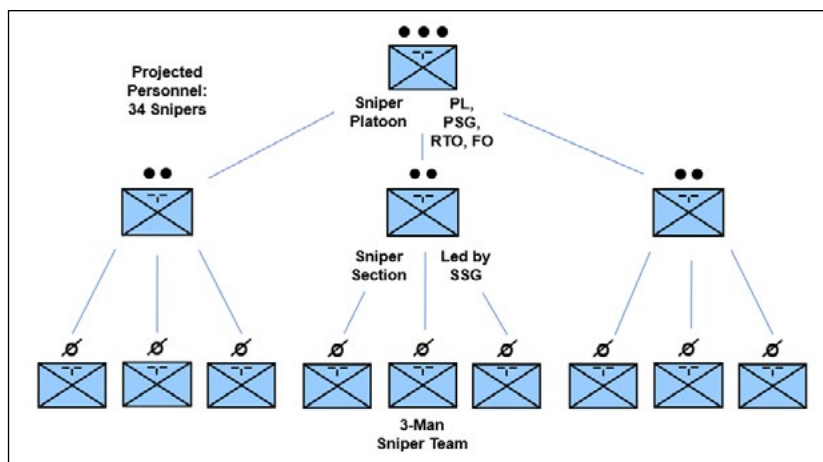 Projected
Personnel:
34 Snipers
Sniper
Platoon
PL,
PSG,
RTO, FO
Sniper
Section
Led by
SSG
3-Man
Sniper Team